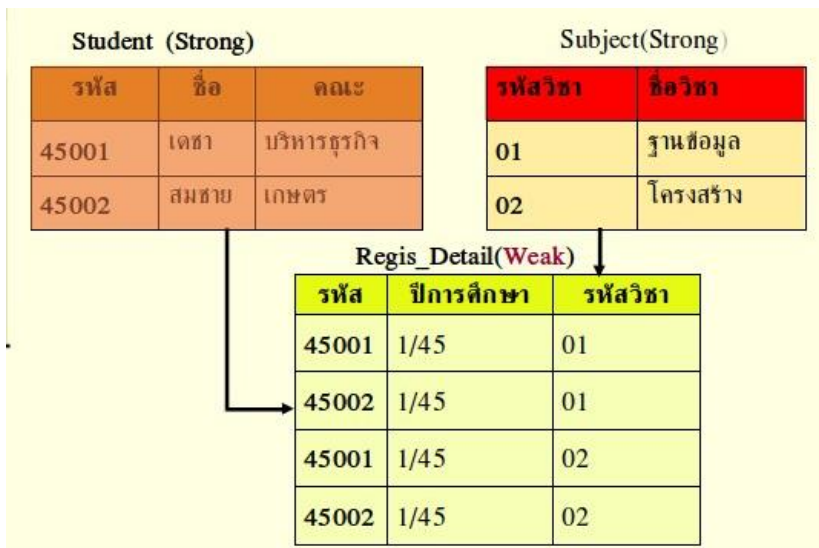 Student (Strong)
รหัส ชื่อ คณะ
45001 เดชา บริหารธุรกิจ
45002 สมชาย เกษตร
Subject(Strong)
รหัสวิชา ชื่อวิชา
01 ฐานข้อมูล
02 โครงสร้าง
Regis_Detail(Weak)
รหัส ปีการศึกษา รหัสวิชา
45001 1/45 01
45002 1/45 01
45001 1/45 02
45002 1/45 02